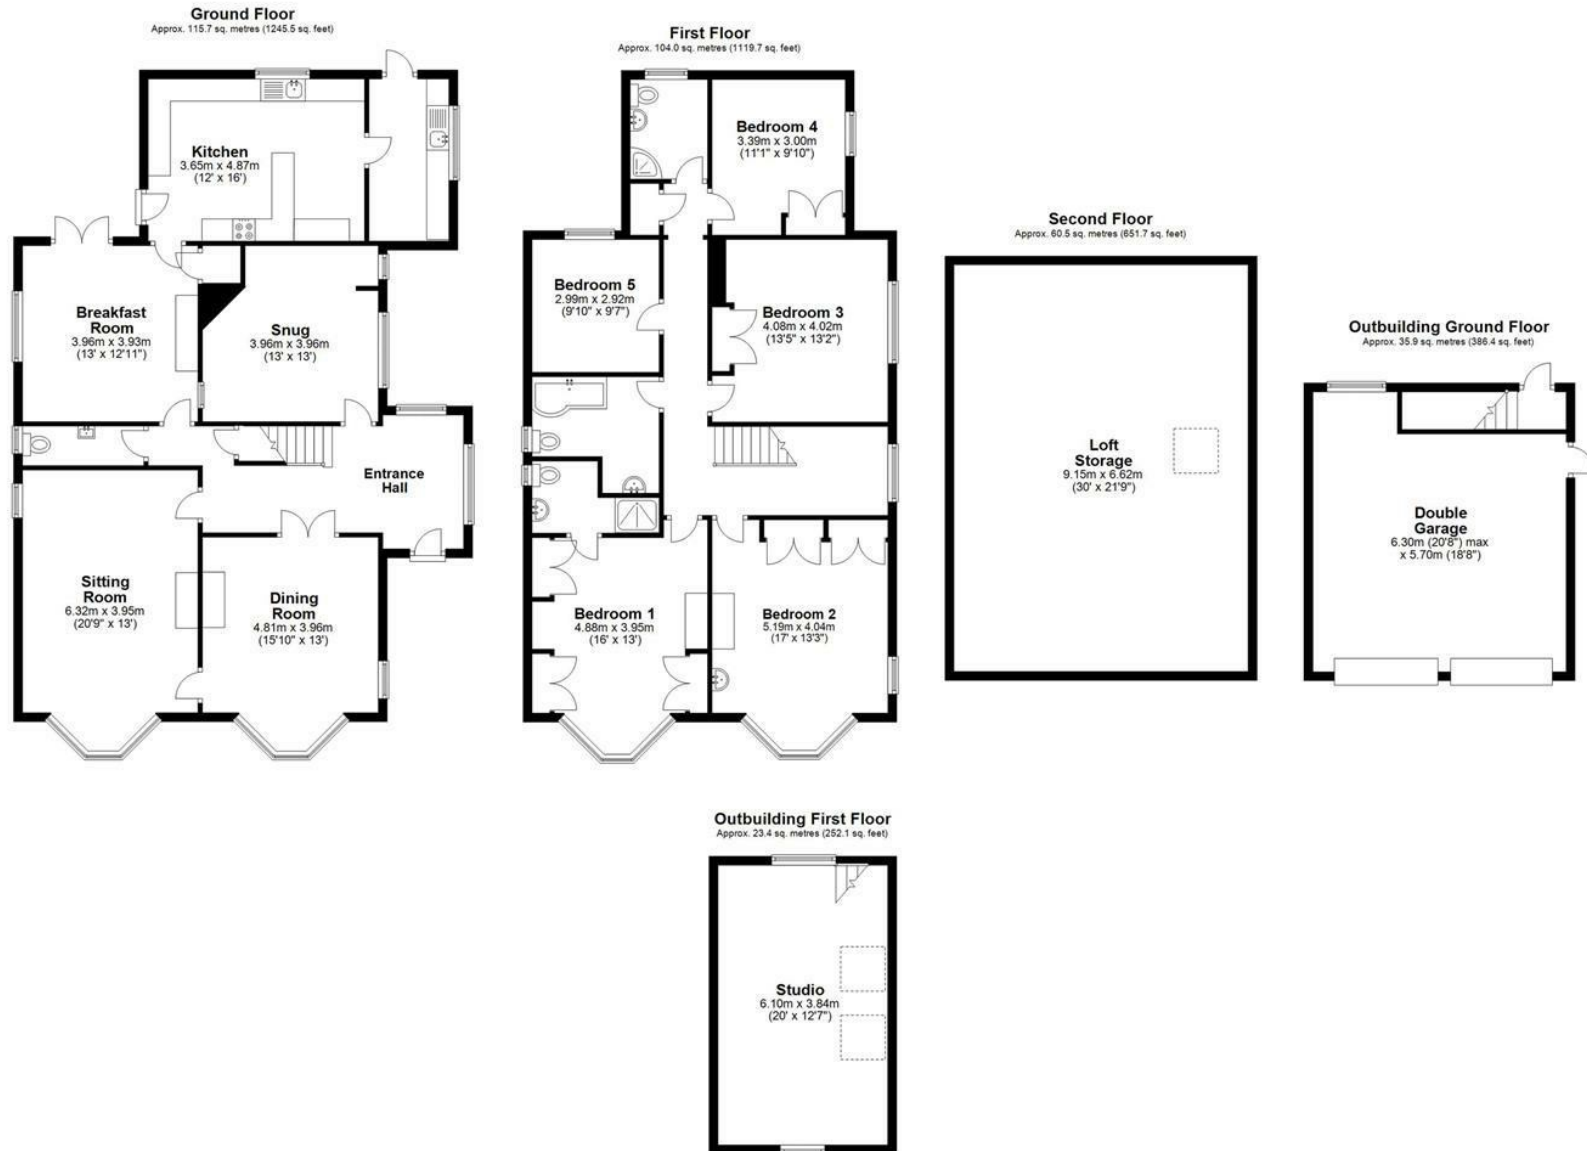 Ground Floor
Approx. 115.7 sq. metres (1245.5 sq. feet)
Kitchen
3.65m x 4.87m
(12' x 16')
Breakfast
Room
3.96m x 3.93m
(13' x 12'11")
Snug
3.96m x 3.96m
(13' x 13')
Entrance
Hall
Sitting
Room
6.32m x 3.95m
(20'9" x 13')
Dining
Room
4.81m x 3.96m
(15'10" x 13')
First Floor
Approx. 104.0 sq. metres (1119.7 sq. feet)
Bedroom 4
3.39m x 3.00m
(11'1" x 9'10")
Bedroom 5
2.99m x 2.92m
(9'10" x 9'7")
Bedroom 3
4.08m x 4.02m
(13'5" x 13'2")
Bedroom 1
4.88m x 3.95m
(16' x 13')
Bedroom 2
5.19m x 4.04m
(17' x 13'3")
Second Floor
Approx. 60.5 sq. metres (651.7 sq. feet)
Loft
Storage
9.15m x 6.62m
(30' x 21'9")
Outbuilding Ground Floor
Approx. 35.9 sq. metres (386.4 sq. feet)
Double
Garage
6.30m (20'8") max
x 5.70m (18'8")
Outbuilding First Floor
Approx. 23.4 sq. metres (252.1 sq. feet)
Studio
6.10m x 3.84m
(20' x 12'7")